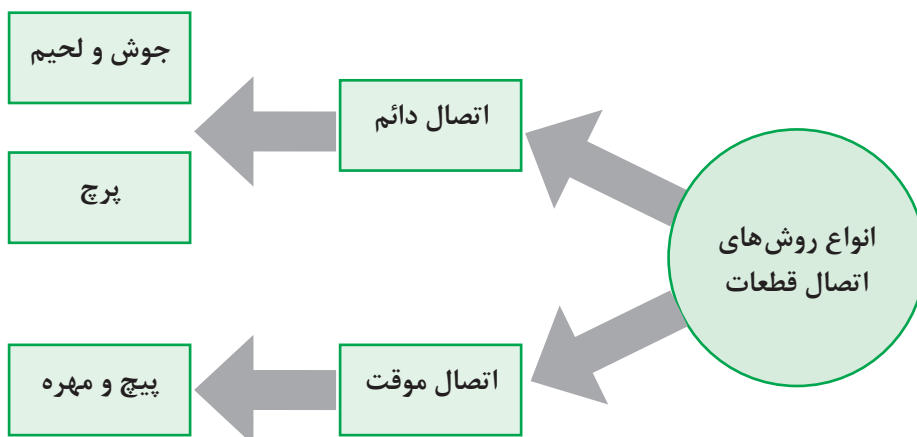 انواع روش‌های
اتصال قطعات
اتصال دائم
جوش و لحیم
پرچ
اتصال موقت
پیچ و مهره